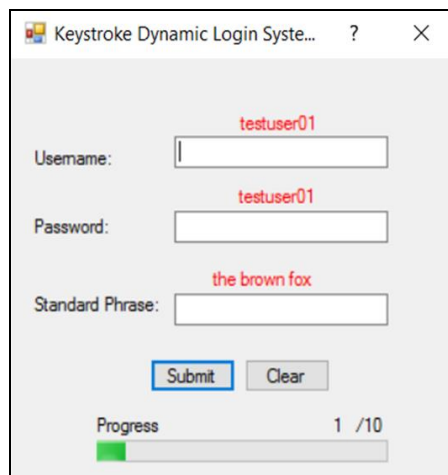 Keystroke Dynamic Login Syste... ?
testuser01
Username:
testuser01
Password:
the brown fox
Standard Phrase:
Submit Clear
Progress 1 /10